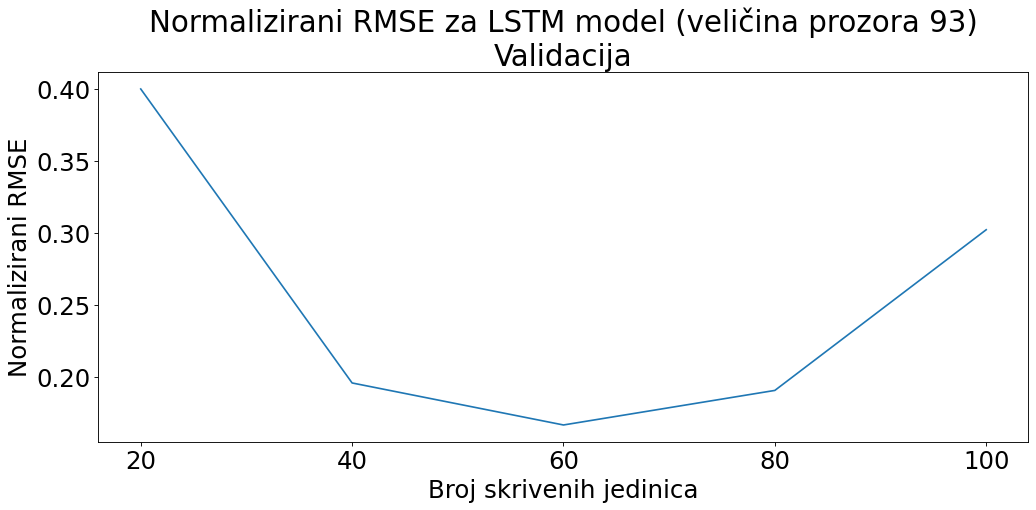 Normalizirani RMSE za LSTM model (veličina prozora 93)
Validacija
Normalizirani RMSE
0.40
0.35
0.30
0.25
0.20
20 40 60 80 100
Broj skrivenih jedinica